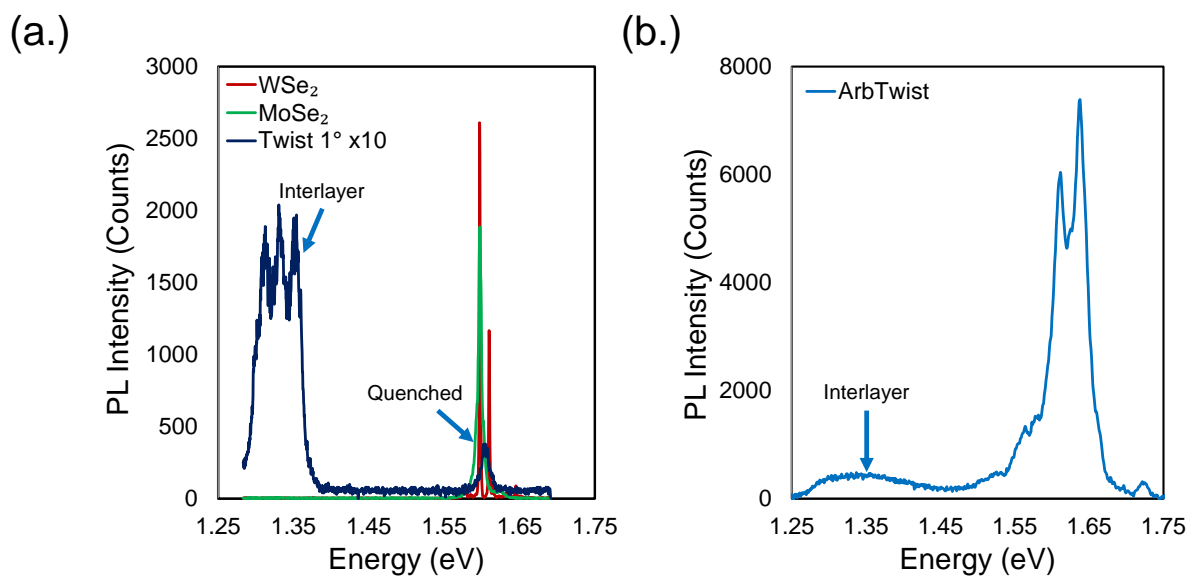 (a.)
3000
2500
2000
1500
1000
500
0
PL Intensity (Counts)
WSe₂
MoSe₂
Twist 1° x10
Interlayer
Quenched
1.25 1.35 1.45 1.55 1.65 1.75
Energy (eV)
(b.)
8000
6000
4000
2000
0
PL Intensity (Counts)
ArbTwist
Interlayer
1.25 1.35 1.45 1.55 1.65 1.75
Energy (eV)